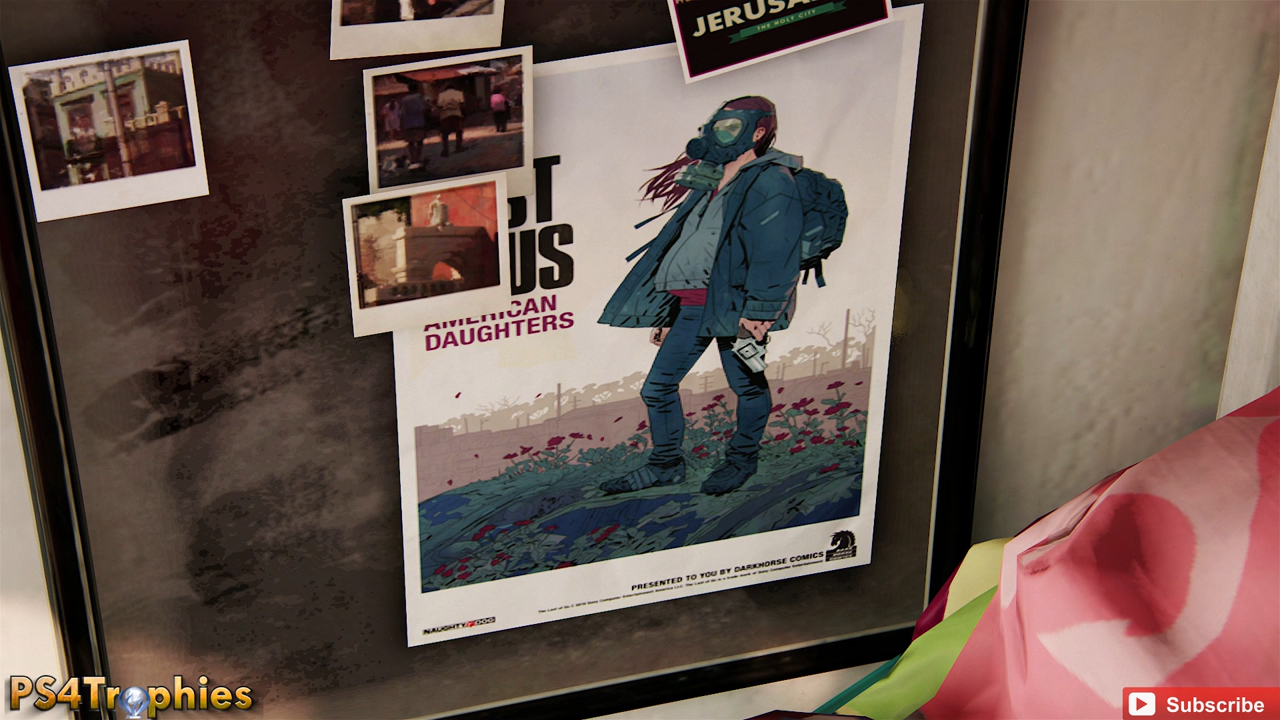 JERUSA
THE HOLY CITY
ST
US
AMERICAN
DAUGHTERS
PRESENTED TO YOU BY DARKHORSE COMICS
NAUGHTY DOG
PS4Trophies
Subscribe